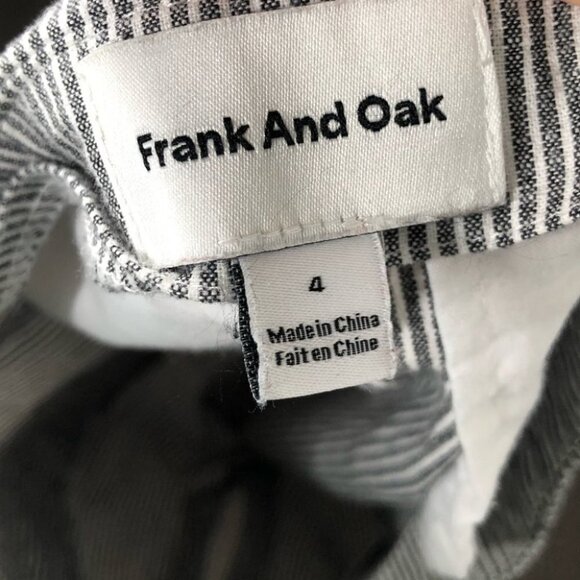 Frank And Oak
4
Made in China
Fait en Chine